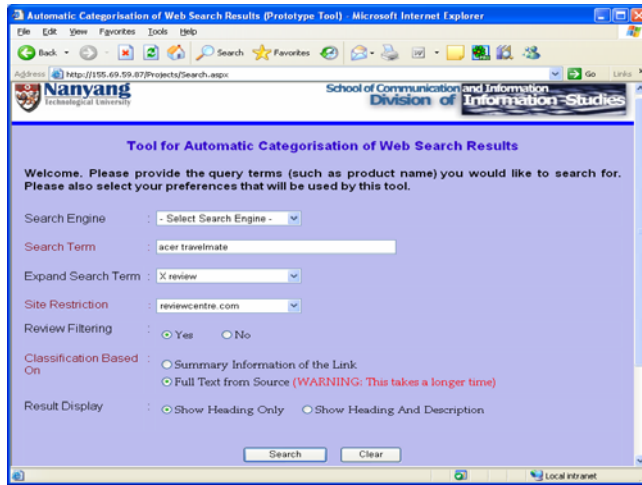 Automatic Categorisation of Web Search Results (Prototype Tool) - Microsoft Internet Explorer
File Edit View Favorites Tools Help
Back Search Favorites
Address http://155.69.59.87/Projects/Search.aspx Go Links
Nanyang
Technological University
School of Communication and Information
Division of Information Studies
Tool for Automatic Categorisation of Web Search Results
Welcome. Please provide the query terms (such as product name) you would like to search for.
Please also select your preferences that will be used by this tool.
Search Engine : - Select Search Engine -
Search Term : acer travelmate
Expand Search Term : X review
Site Restriction : reviewcentre.com
Review Filtering : Yes No
Classification Based On : Summary Information of the Link
Full Text from Source (WARNING: This takes a longer time)
Result Display : Show Heading Only Show Heading And Description
Search Clear
Local intranet